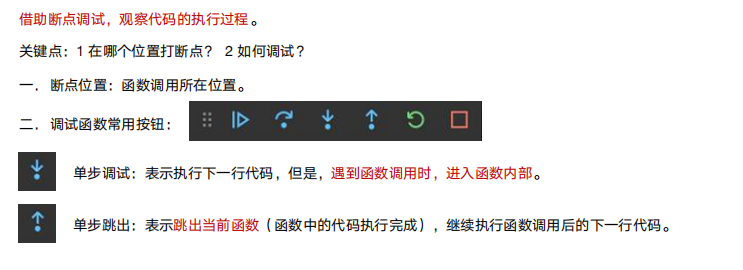 借助断点调试，观察代码的执行过程。
关键点：1 在哪个位置打断点？ 2 如何调试？
一．断点位置：函数调用所在位置。
二．调试函数常用按钮：
单步调试：表示执行下一行代码，但是，遇到函数调用时，进入函数内部。
单步跳出：表示跳出当前函数（函数中的代码执行完成），继续执行函数调用后的下一行代码。